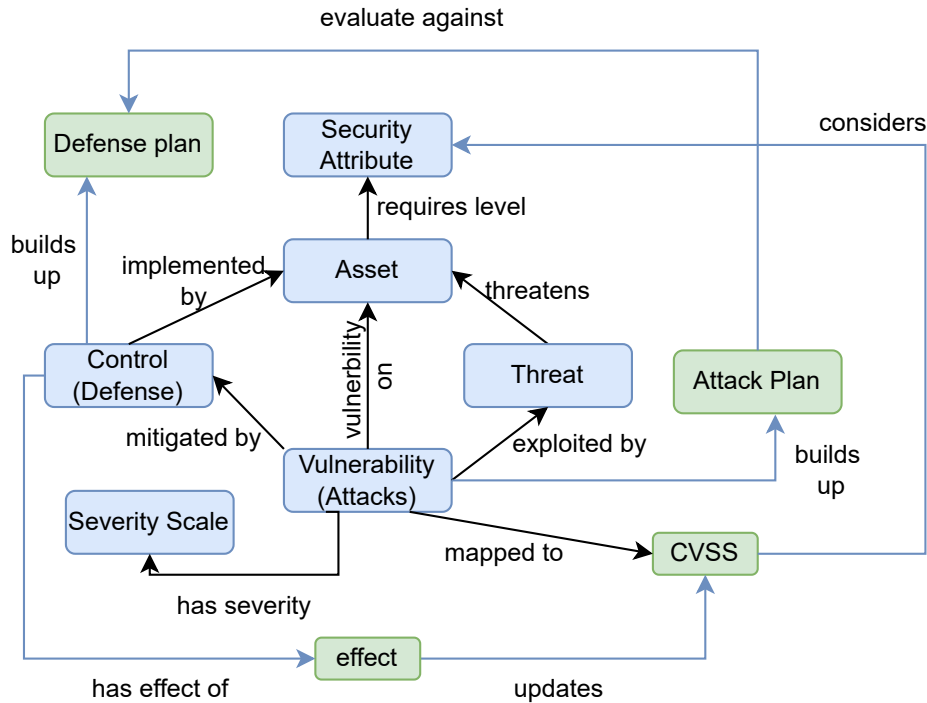 evaluate against
considers
Defense plan
Security
Attribute
requires level
builds
up
implemented
by
Asset
threatens
vulnerbility
on
Control
(Defense)
Threat
Attack Plan
mitigated by
exploited by
builds
up
Vulnerability
(Attacks)
Severity Scale
mapped to
CVSS
has severity
effect
has effect of
updates